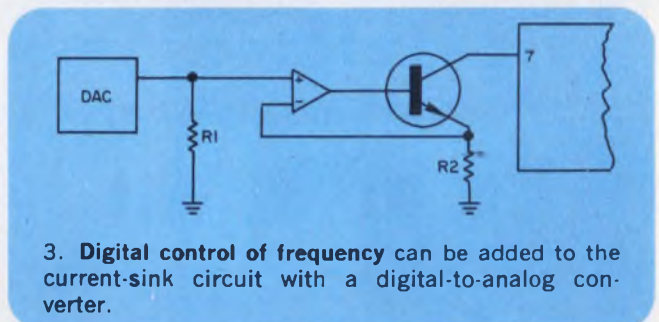 DAC
R1
+
−
R2
7
3. Digital control of frequency can be added to the
current-sink circuit with a digital-to-analog con-
verter.